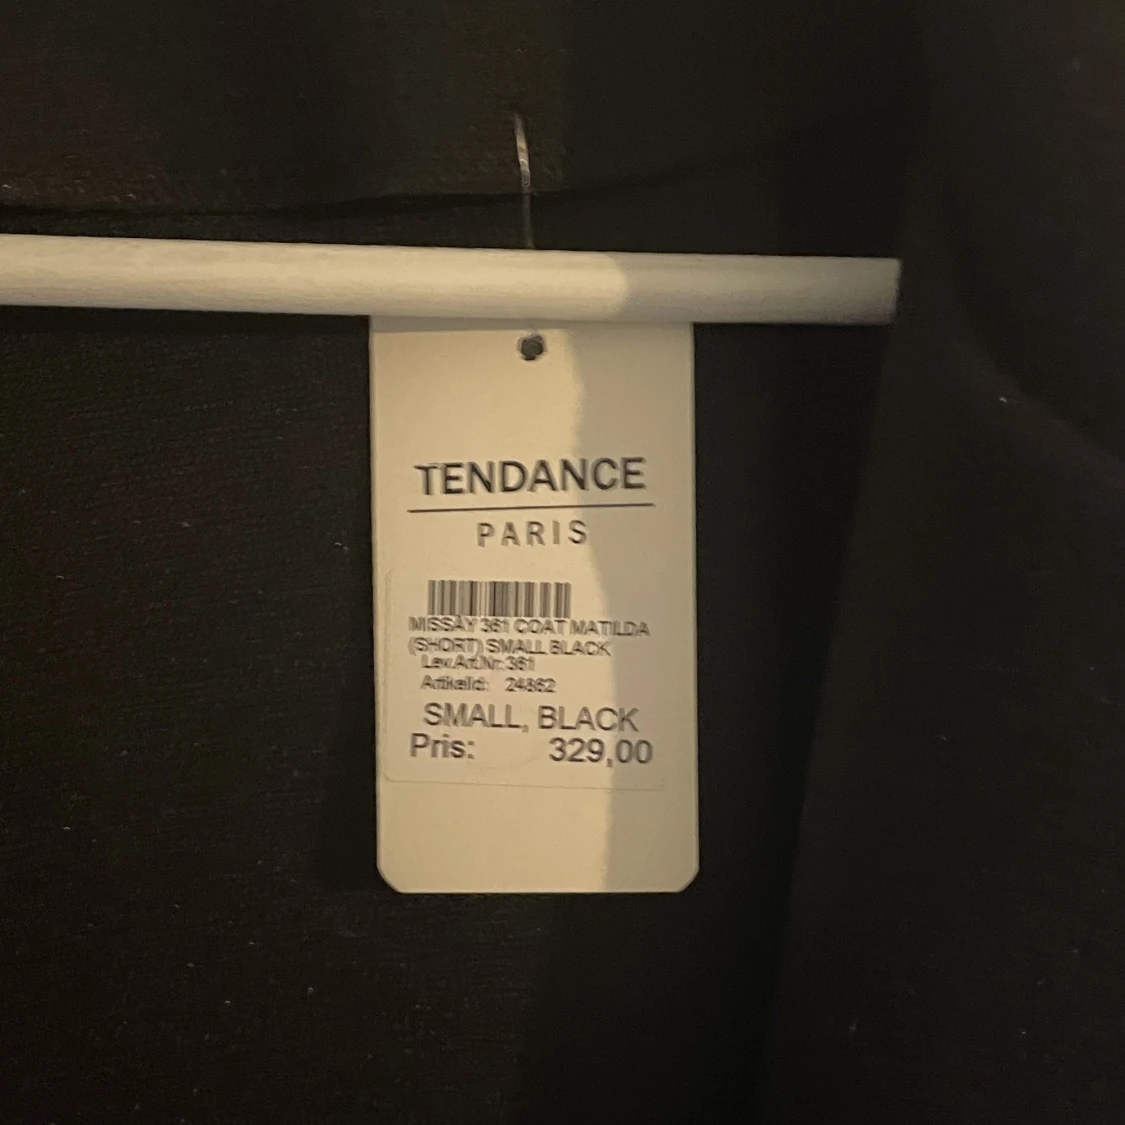 TENDANCE
PARIS
MISSÄY 361 COAT MATILDA
(SHORT) SMALL BLACK
Lev.Art.Nr: 361
ArtikelId: 24862
SMALL, BLACK
Pris: 329,00